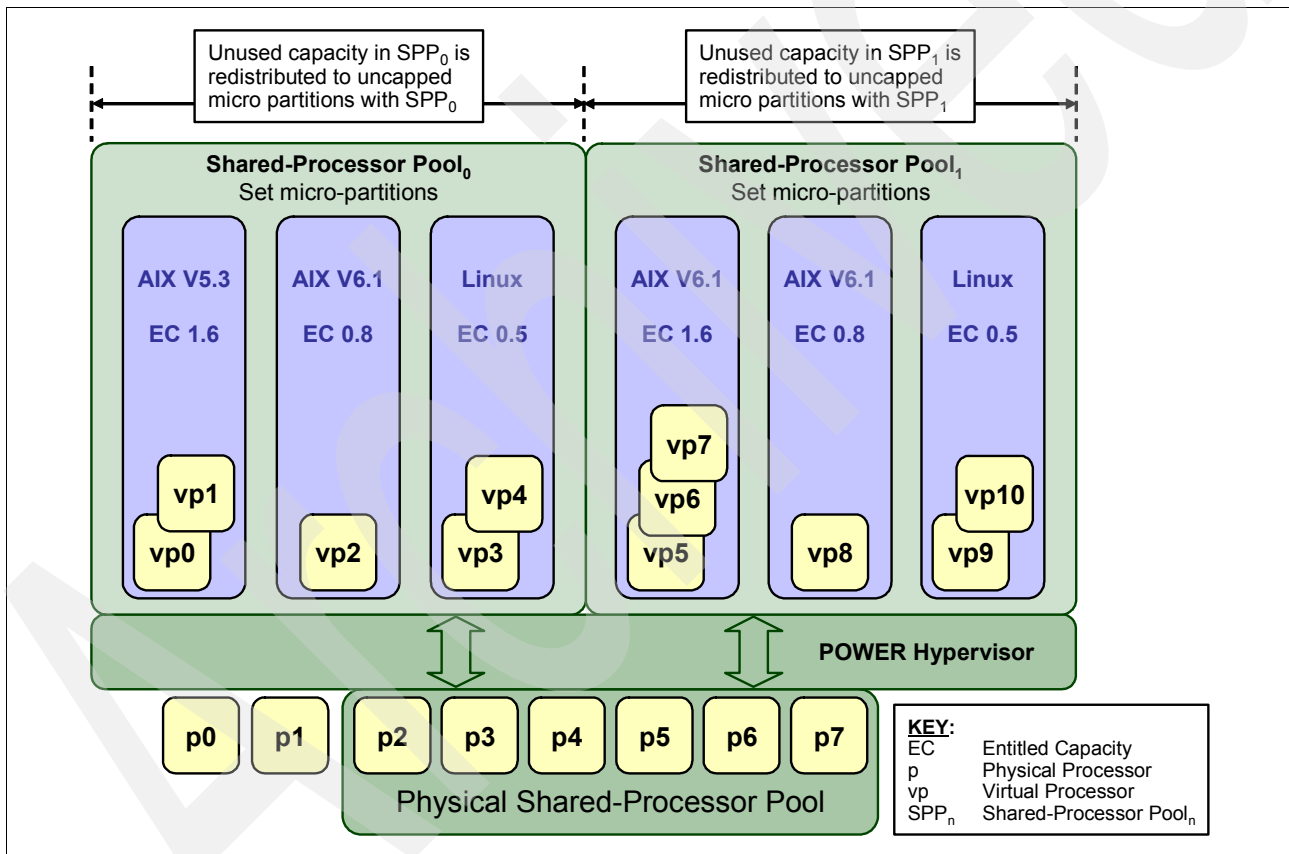 Unused capacity in SPP0 is
redistributed to uncapped
micro partitions with SPP0
Unused capacity in SPP1 is
redistributed to uncapped
micro partitions with SPP1
Shared-Processor Pool0
Set micro-partitions
Shared-Processor Pool1
Set micro-partitions
AIX V5.3
EC 1.6
AIX V6.1
EC 0.8
Linux
EC 0.5
AIX V6.1
EC 1.6
AIX V6.1
EC 0.8
Linux
EC 0.5
vp1
vp0
vp2
vp4
vp3
vp7
vp6
vp5
vp8
vp10
vp9
POWER Hypervisor
p0
p1
p2
p3
p4
p5
p6
p7
Physical Shared-Processor Pool
KEY:
EC Entitled Capacity
p Physical Processor
vp Virtual Processor
SPPn Shared-Processor Pooln